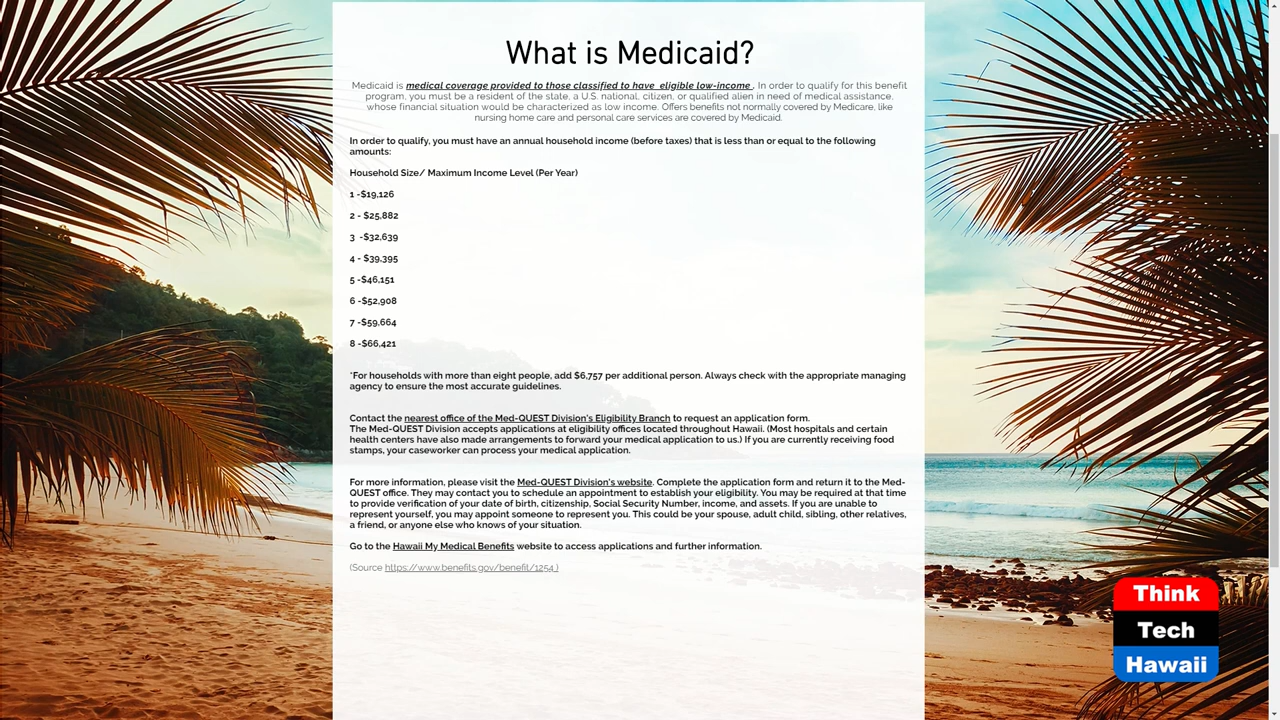 What is Medicaid?
Medicaid is medical coverage provided to those classified to have  eligible low-income . In order to qualify for this benefit
program, you must be a resident of the state, a U.S. national, citizen, or qualified alien in need of medical assistance,
whose financial situation would be characterized as low income. Offers benefits not normally covered by Medicare, like
nursing home care and personal care services are covered by Medicaid.
In order to qualify, you must have an annual household income (before taxes) that is less than or equal to the following
amounts:
Household Size/ Maximum Income Level (Per Year)
1 -$19,126
2 - $25,882
3  -$32,639
4 - $39,395
5 -$46,151
6 -$52,908
7 -$59,664
8 -$66,421
*For households with more than eight people, add $6,757 per additional person. Always check with the appropriate managing
agency to ensure the most accurate guidelines.
Contact the nearest office of the Med-QUEST Division's Eligibility Branch to request an application form.
The Med-QUEST Division accepts applications at eligibility offices located throughout Hawaii. (Most hospitals and certain
health centers have also made arrangements to forward your medical application to us.) If you are currently receiving food
stamps, your caseworker can process your medical application.
For more information, please visit the Med-QUEST Division's website. Complete the application form and return it to the Med-
QUEST office. They may contact you to schedule an appointment to establish your eligibility. You may be required at that time
to provide verification of your date of birth, citizenship, Social Security Number, income, and assets. If you are unable to
represent yourself, you may appoint someone to represent you. This could be your spouse, adult child, sibling, other relatives,
a friend, or anyone else who knows of your situation.
Go to the Hawaii My Medical Benefits website to access applications and further information.
(Source https://www.benefits.gov/benefit/1254 )
Think
Tech
Hawaii